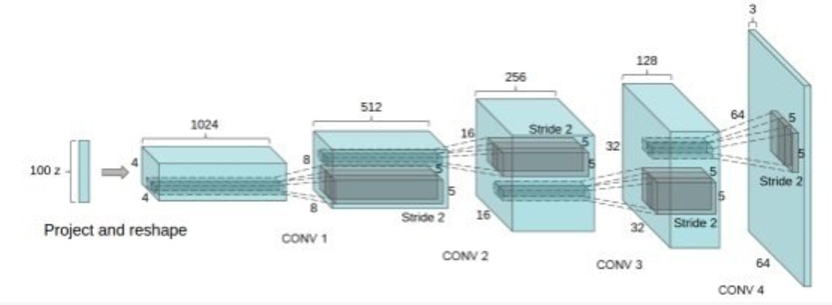 100 z
Project and reshape
1024
4
4
512
8
8
5
5
Stride 2
CONV 1
256
16
16
Stride 2
5
5
CONV 2
128
32
32
5
5
Stride 2
CONV 3
3
64
64
5
5
Stride 2
CONV 4